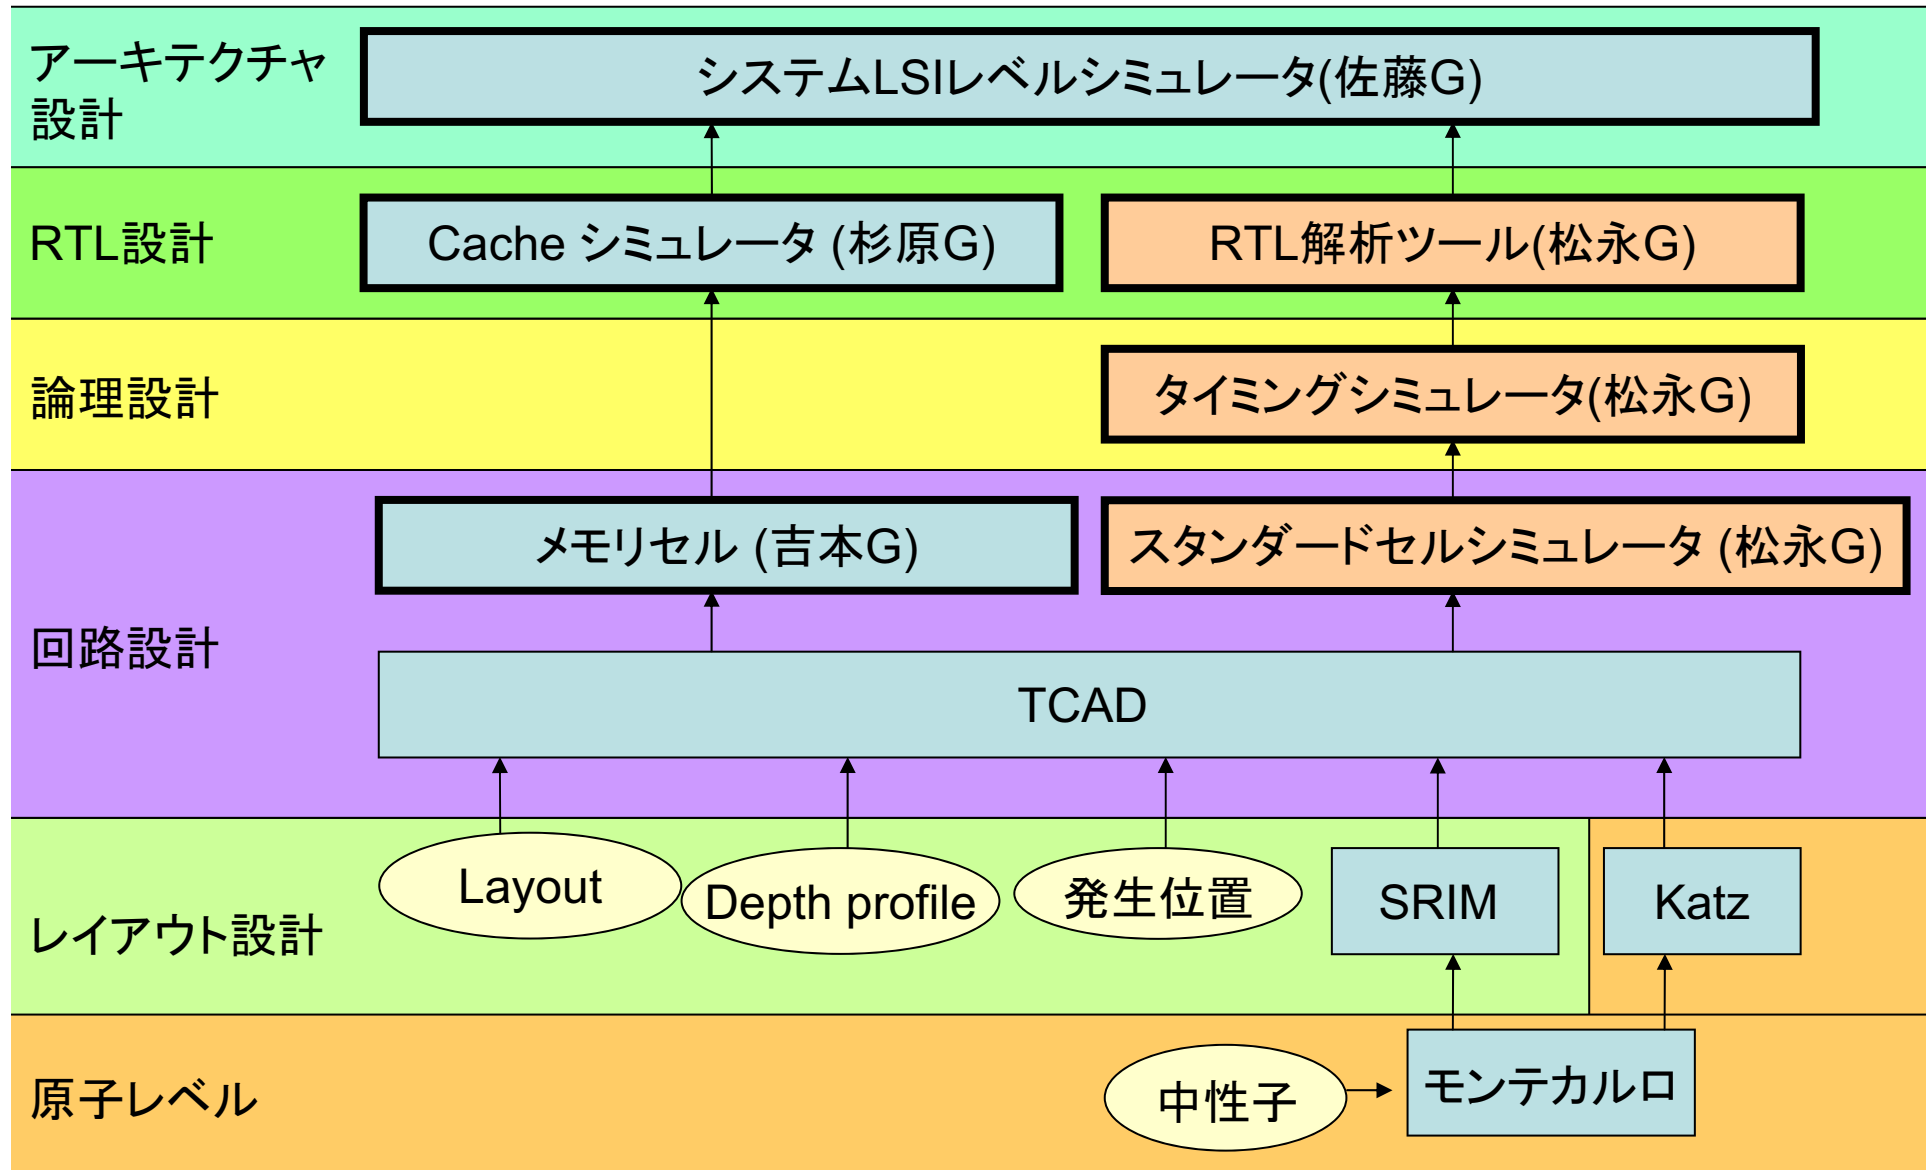 アーキテクチャ
設計
システムLSIレベルシミュレータ(佐藤G)
RTL設計
Cache シミュレータ (杉原G)
RTL解析ツール(松永G)
論理設計
タイミングシミュレータ(松永G)
回路設計
メモリセル (吉本G)
スタンダードセルシミュレータ (松永G)
TCAD
レイアウト設計
Layout
Depth profile
発生位置
SRIM
Katz
原子レベル
中性子
モンテカルロ